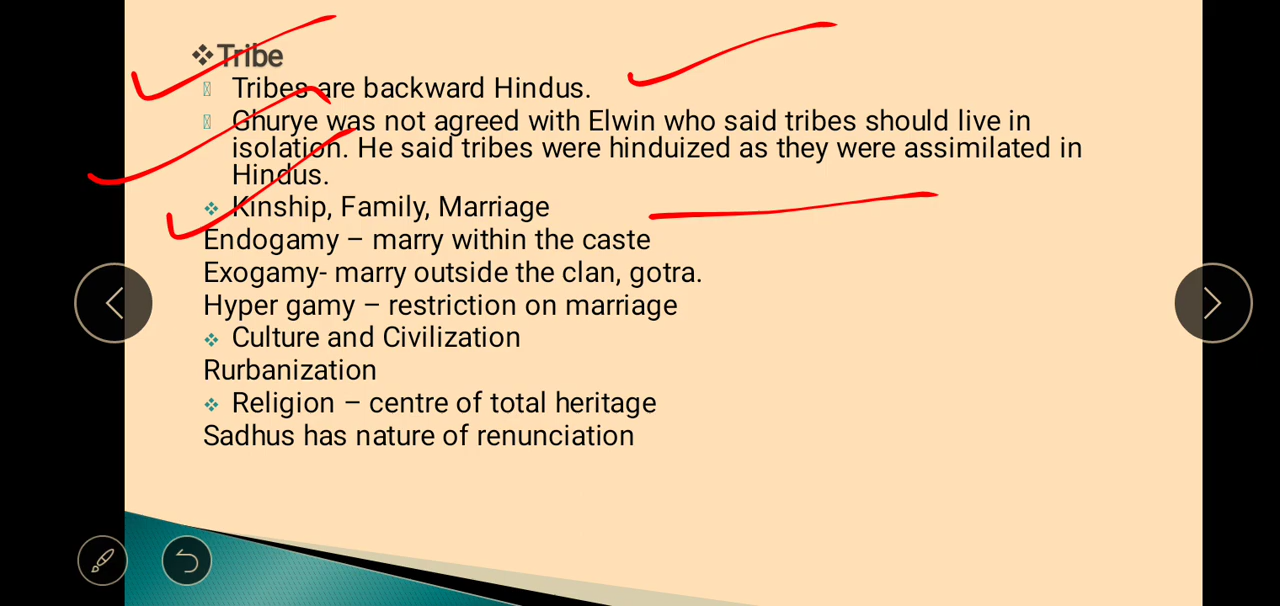 ❖Tribe
Tribes are backward Hindus.
Ghurye was not agreed with Elwin who said tribes should live in
isolation. He said tribes were hinduized as they were assimilated in
Hindus.
❖ Kinship, Family, Marriage
Endogamy – marry within the caste
Exogamy- marry outside the clan, gotra.
Hyper gamy – restriction on marriage
❖ Culture and Civilization
Rurbanization
❖ Religion – centre of total heritage
Sadhus has nature of renunciation